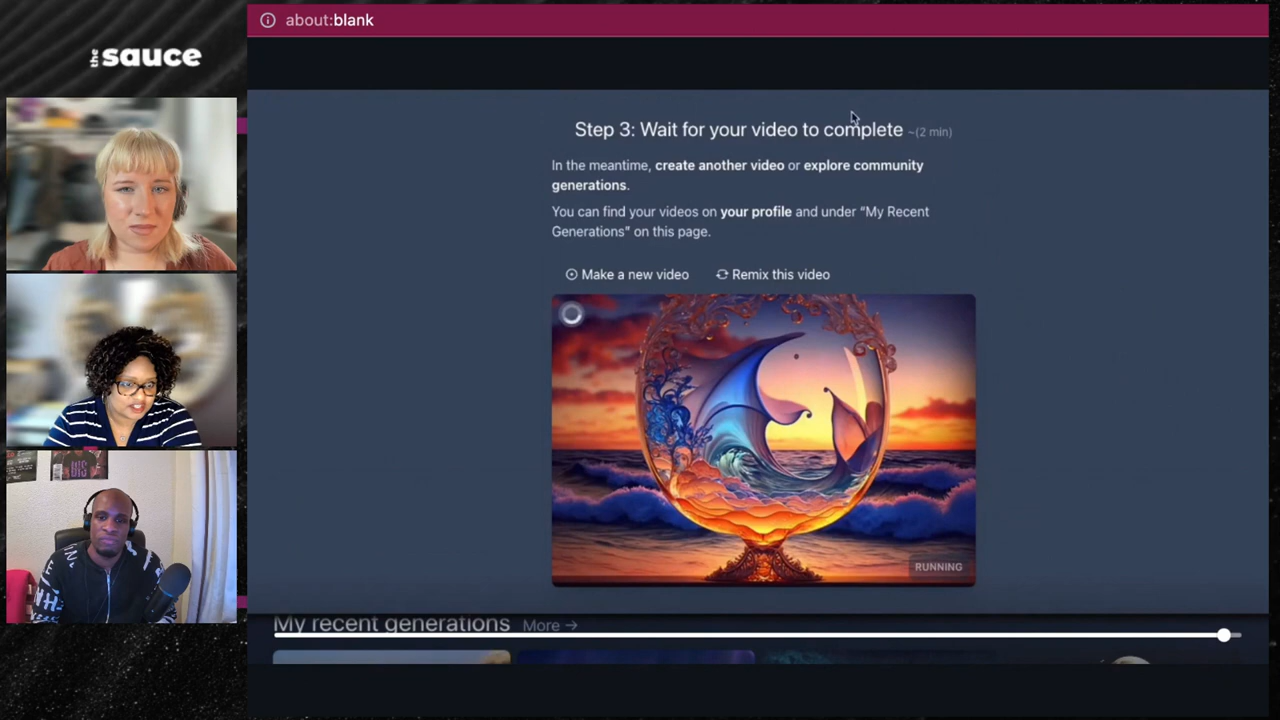 the sauce
about:blank
Step 3: Wait for your video to complete ~(2 min)
In the meantime, create another video or explore community
generations.
You can find your videos on your profile and under “My Recent
Generations” on this page.
Make a new video
Remix this video
RUNNING
My recent generations More →